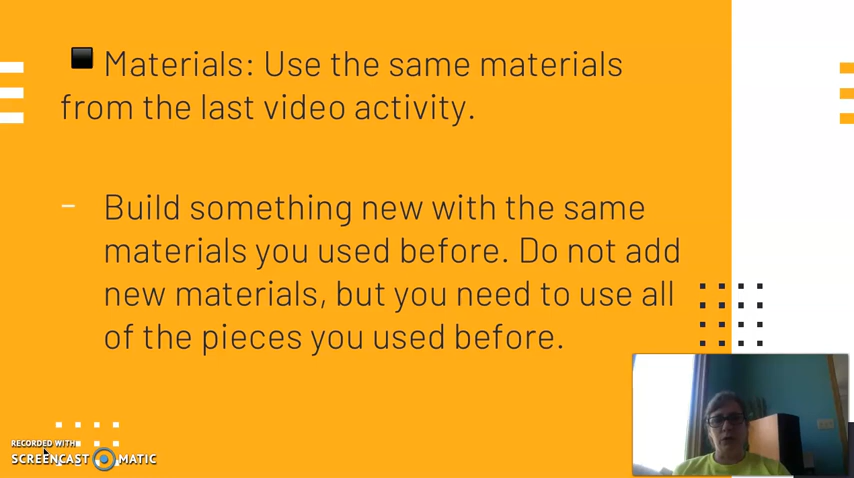 Materials: Use the same materials
from the last video activity.
– Build something new with the same
materials you used before. Do not add
new materials, but you need to use all
of the pieces you used before.
RECORDED WITH
SCREENCAST MATIC